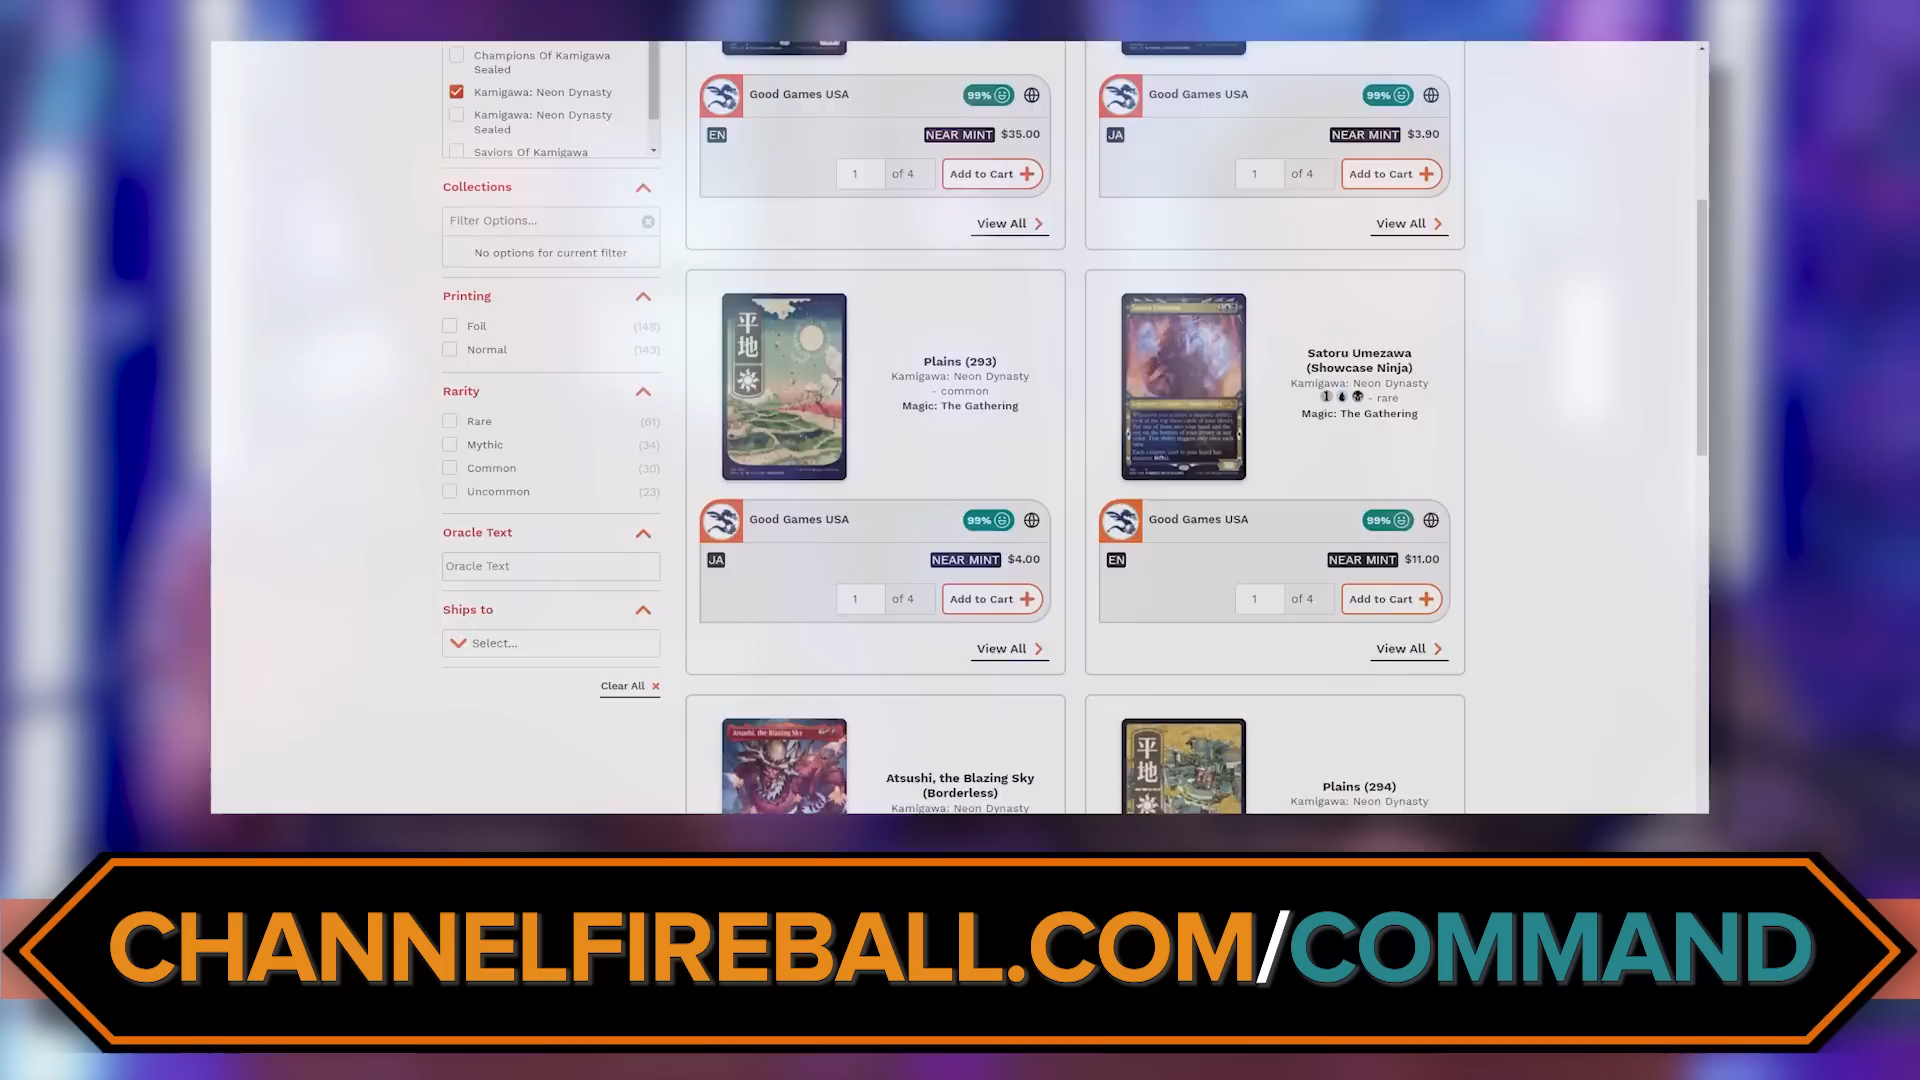 Champions Of Kamigawa
Sealed
Kamigawa: Neon Dynasty
Kamigawa: Neon Dynasty
Sealed
Saviors Of Kamigawa
Collections
Filter Options...
No options for current filter
Printing
Foil (148)
Normal (143)
Rarity
Rare (61)
Mythic (34)
Common (30)
Uncommon (23)
Oracle Text
Oracle Text
Ships to
Select...
Clear All
Good Games USA 99%
EN NEAR MINT $35.00
1 of 4 Add to Cart
View All
Good Games USA 99%
JA NEAR MINT $3.90
1 of 4 Add to Cart
View All
平
地
Plains (293)
Kamigawa: Neon Dynasty
- common
Magic: The Gathering
Good Games USA 99%
JA NEAR MINT $4.00
1 of 4 Add to Cart
View All
Satoru Umezawa
(Showcase Ninja)
Kamigawa: Neon Dynasty
1 - rare
Magic: The Gathering
Good Games USA 99%
EN NEAR MINT $11.00
1 of 4 Add to Cart
View All
Atsushi, the Blazing Sky
Atsushi, the Blazing Sky
(Borderless)
Kamigawa: Neon Dynasty
平
地
Plains (294)
Kamigawa: Neon Dynasty
CHANNELFIREBALL.COM/COMMAND